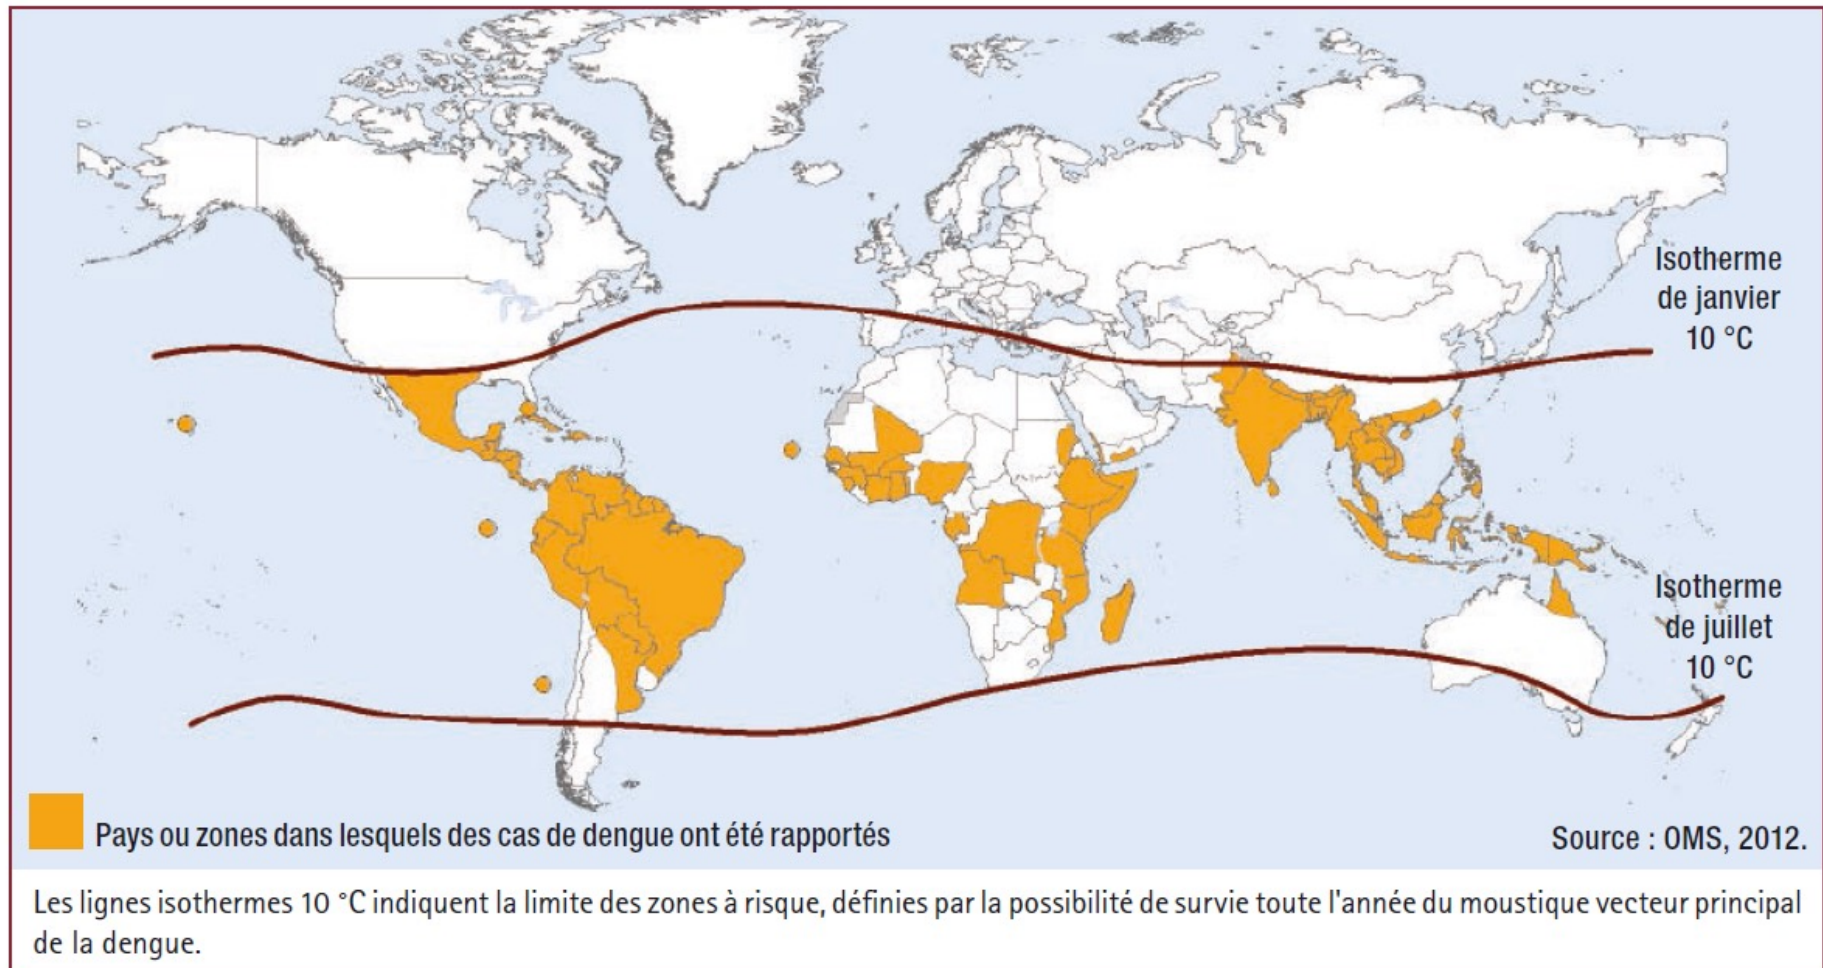 Isotherme
de janvier
10 °C
Isotherme
de juillet
10 °C
Pays ou zones dans lesquels des cas de dengue ont été rapportés
Source : OMS, 2012.
Les lignes isothermes 10 °C indiquent la limite des zones à risque, définies par la possibilité de survie toute l'année du moustique vecteur principal
de la dengue.